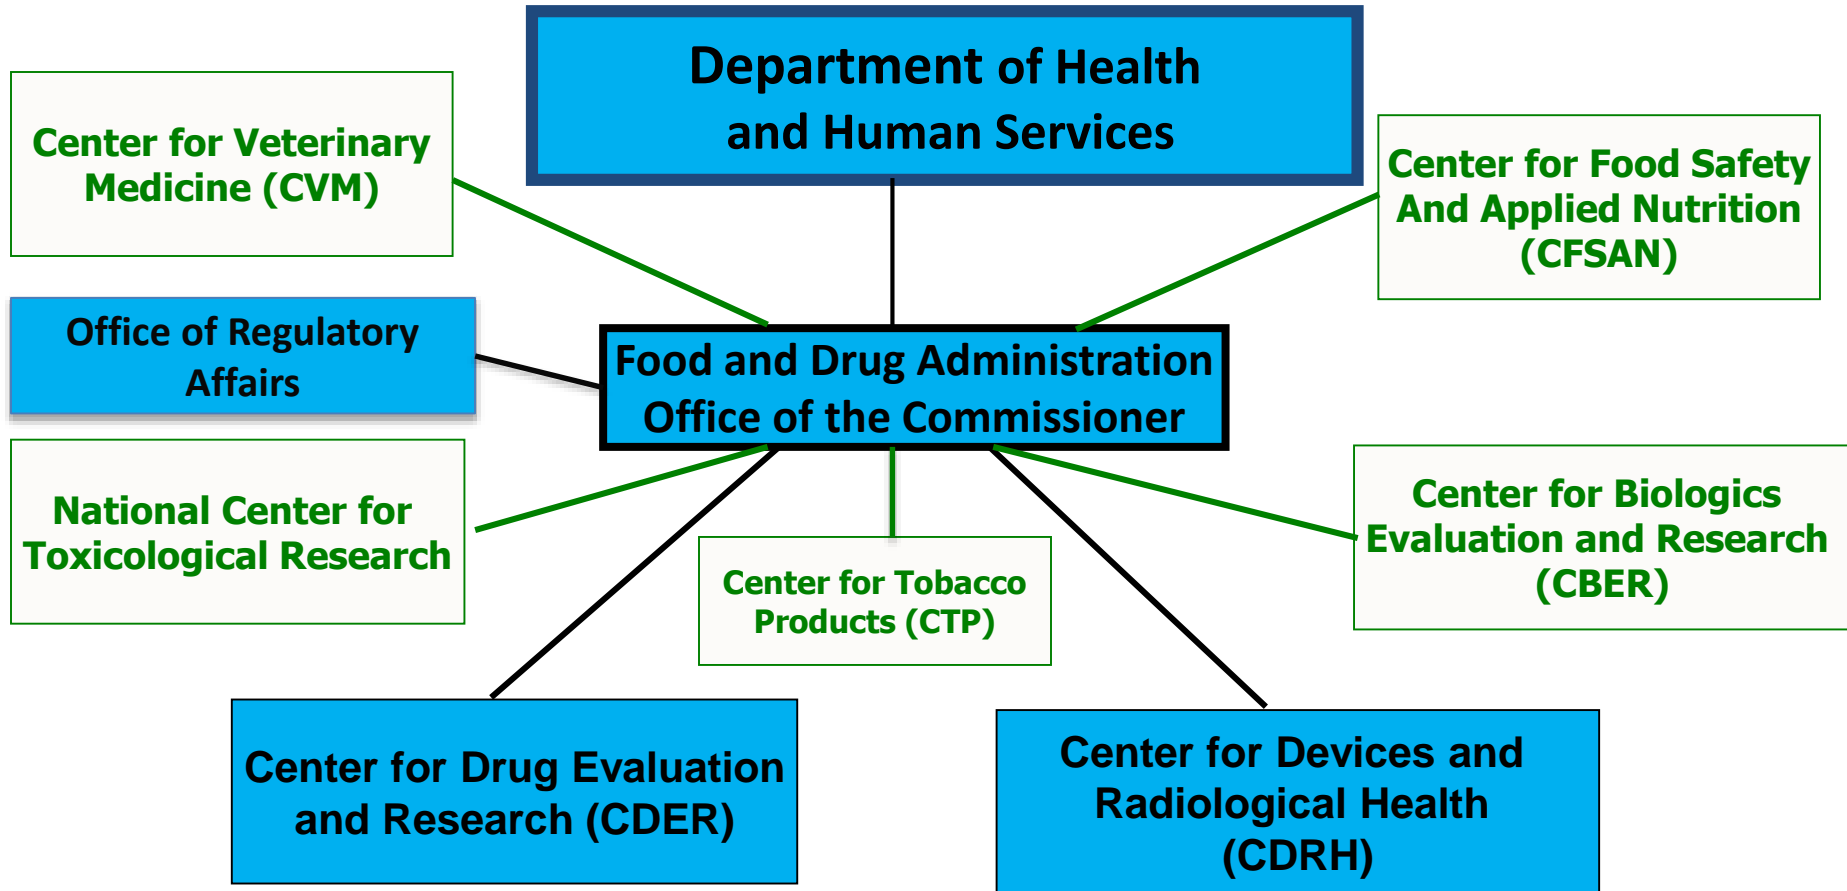 Department of Health
and Human Services
Center for Veterinary
Medicine (CVM)
Center for Food Safety
And Applied Nutrition
(CFSAN)
Office of Regulatory
Affairs
Food and Drug Administration
Office of the Commissioner
National Center for
Toxicological Research
Center for Tobacco
Products (CTP)
Center for Biologics
Evaluation and Research
(CBER)
Center for Drug Evaluation
and Research (CDER)
Center for Devices and
Radiological Health
(CDRH)